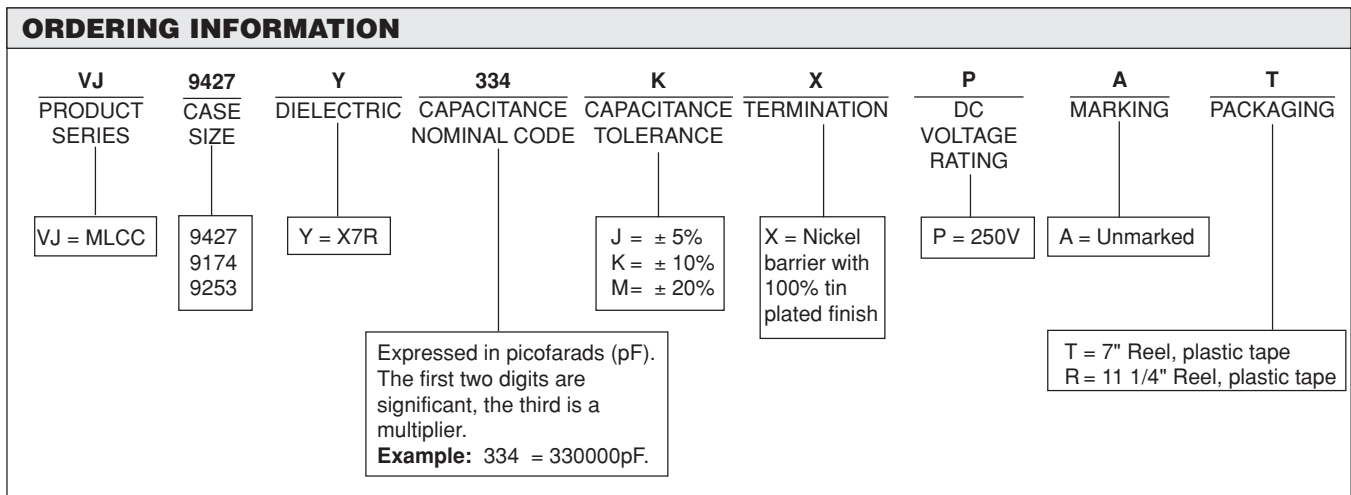 ORDERING INFORMATION
VJ 9427 Y 334 K X P A T
PRODUCT CASE DIELECTRIC CAPACITANCE CAPACITANCE TERMINATION DC MARKING PACKAGING
SERIES SIZE NOMINAL CODE TOLERANCE VOLTAGE
RATING
VJ = MLCC
9427
9174
9253
Y = X7R
J = ± 5%
K = ± 10%
M= ± 20%
X = Nickel
barrier with
100% tin
plated finish
P = 250V
A = Unmarked
Expressed in picofarads (pF).
The first two digits are
significant, the third is a
multiplier.
Example: 334 = 330000pF.
T = 7" Reel, plastic tape
R = 11 1/4" Reel, plastic tape